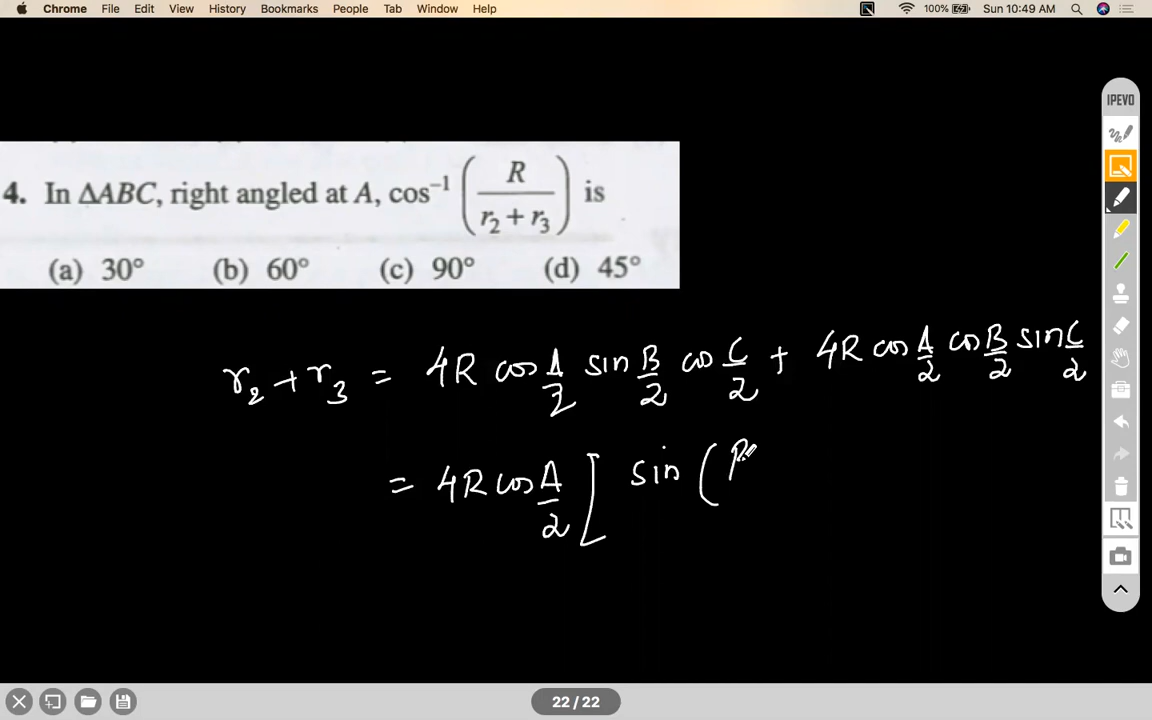 Chrome File Edit View History Bookmarks People Tab Window Help 100% Sun 10:49 AM
IPEVO
4. In ΔABC, right angled at A, cos⁻¹ (R / (r₂ + r₃)) is
(a) 30° (b) 60° (c) 90° (d) 45°
r₂ + r₃ = 4R cos A/2 sin B/2 cos C/2 + 4R cos A/2 cos B/2 sin C/2
= 4R cos A/2 [ sin (
22 / 22